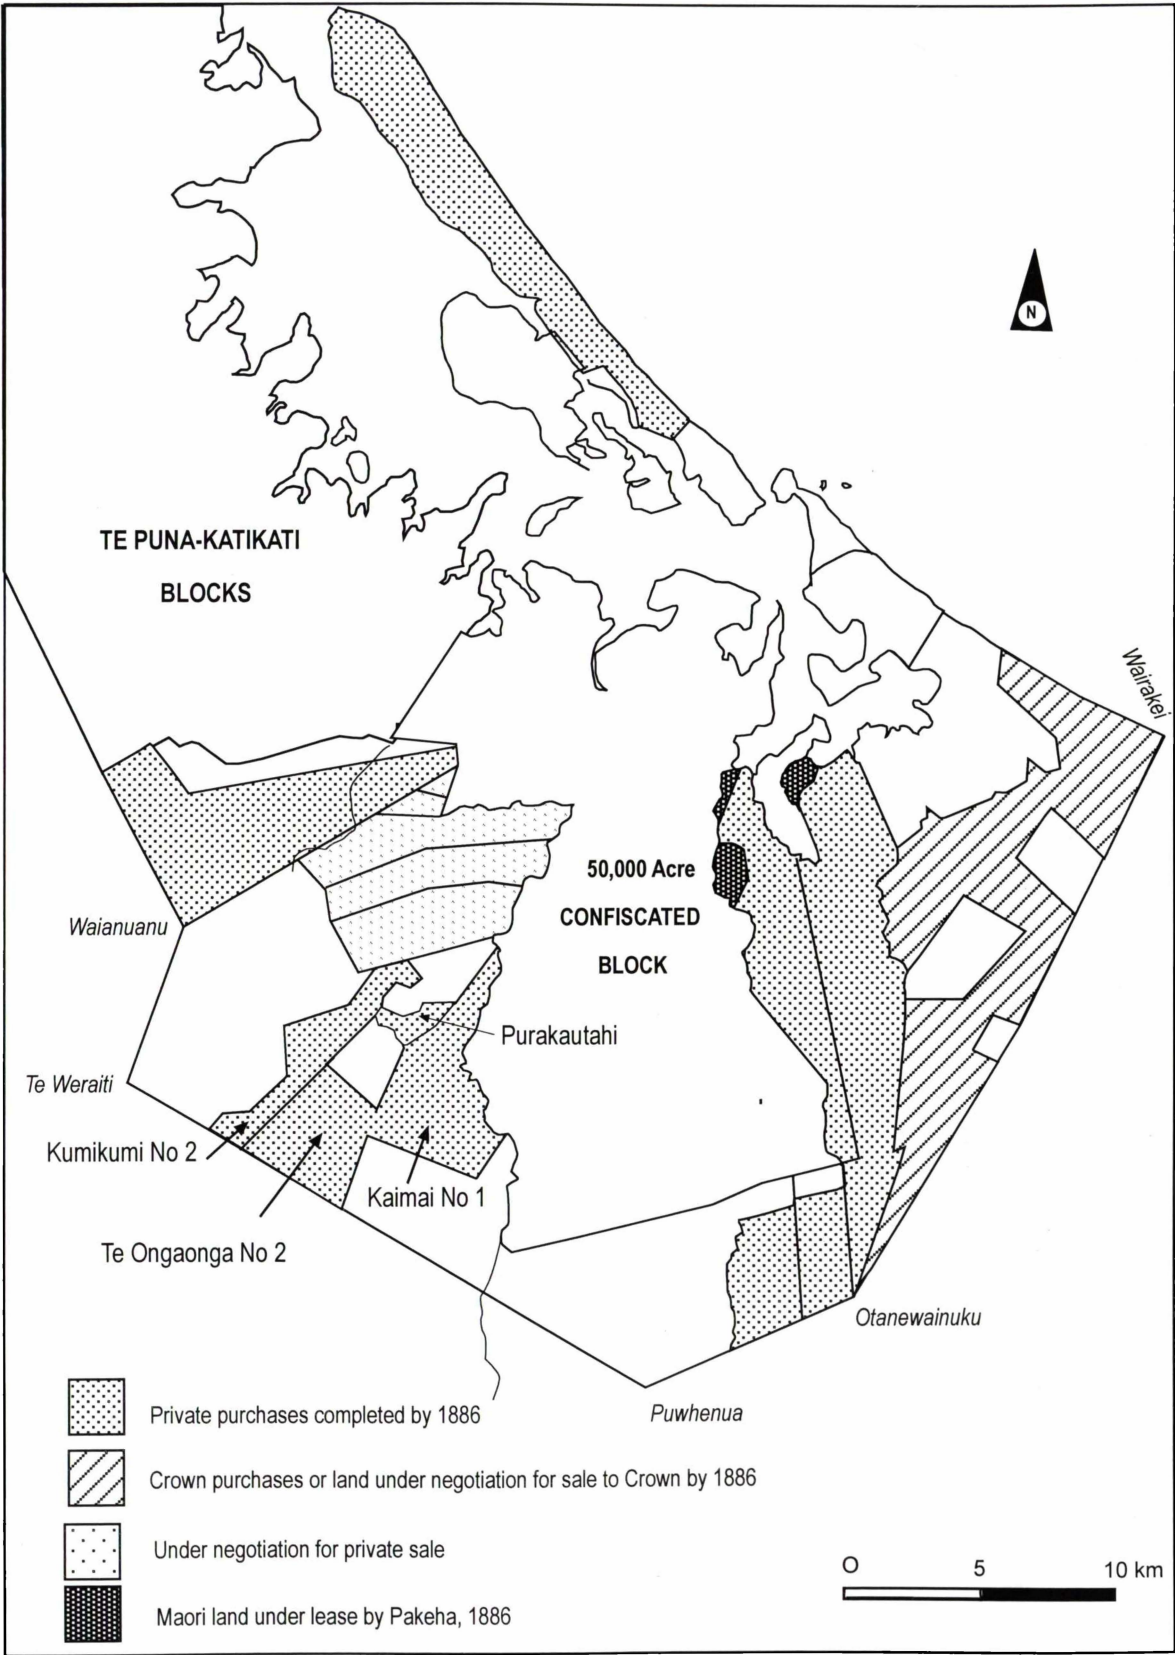 N
Wairakei
TE PUNA-KATIKATI
BLOCKS
50,000 Acre
CONFISCATED
BLOCK
Waianuanu
Purakautahi
Te Weraiti
Kumikumi No 2
Kaimai No 1
Te Ongaonga No 2
Otanewainuku
Puwhenua
Private purchases completed by 1886
Crown purchases or land under negotiation for sale to Crown by 1886
Under negotiation for private sale
Maori land under lease by Pakeha, 1886
O 5 10 km